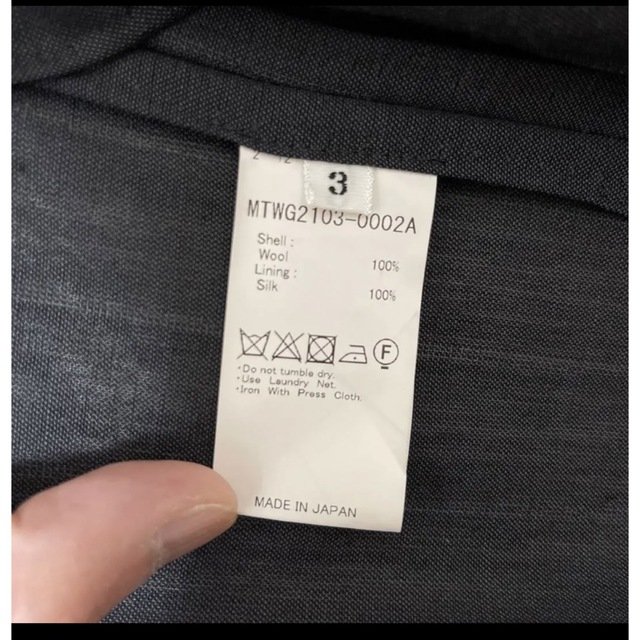 3
MTWG2103-0002A
Shell :
Wool 100%
Lining :
Silk 100%
F
・Do not tumble dry.
・Use Laundry Net.
・Iron With Press Cloth.
MADE IN JAPAN